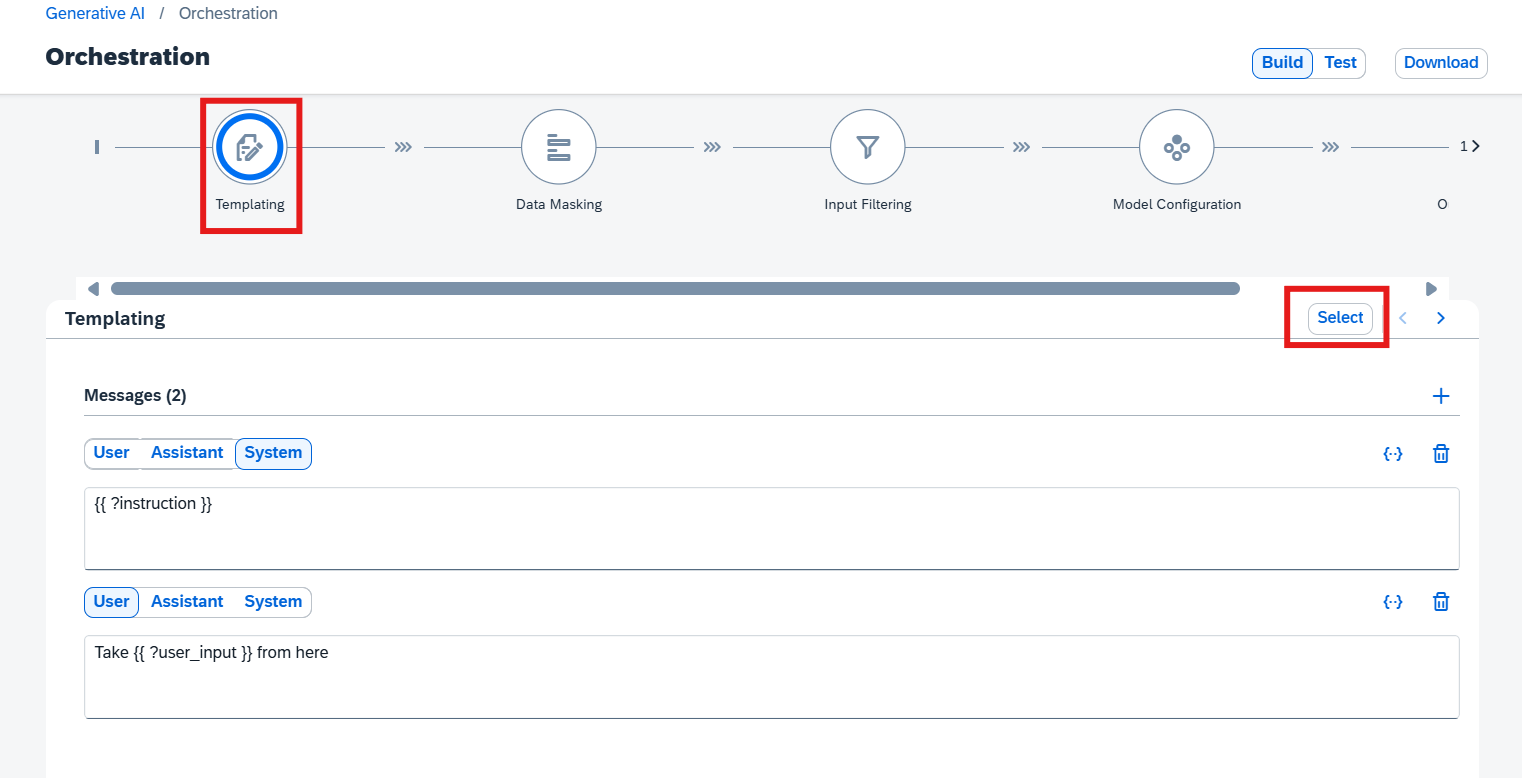 Generative AI / Orchestration
Orchestration
Build Test Download
1
Templating Data Masking Input Filtering Model Configuration
Templating Select
Messages (2)
User Assistant System
{{ ?instruction }}
User Assistant System
Take {{ ?user_input }} from here